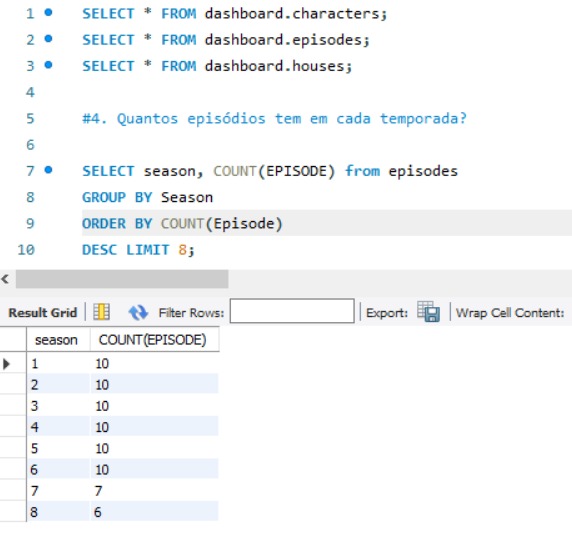 1 SELECT * FROM dashboard.characters;
2 SELECT * FROM dashboard.episodes;
3 SELECT * FROM dashboard.houses;
4
5 #4. Quantos episódios tem em cada temporada?
6
7 SELECT season, COUNT(EPISODE) from episodes
8 GROUP BY Season
9 ORDER BY COUNT(Episode)
10 DESC LIMIT 8;
Result Grid Filter Rows: Export: Wrap Cell Content:
season COUNT(EPISODE)
1 10
2 10
3 10
4 10
5 10
6 10
7 7
8 6